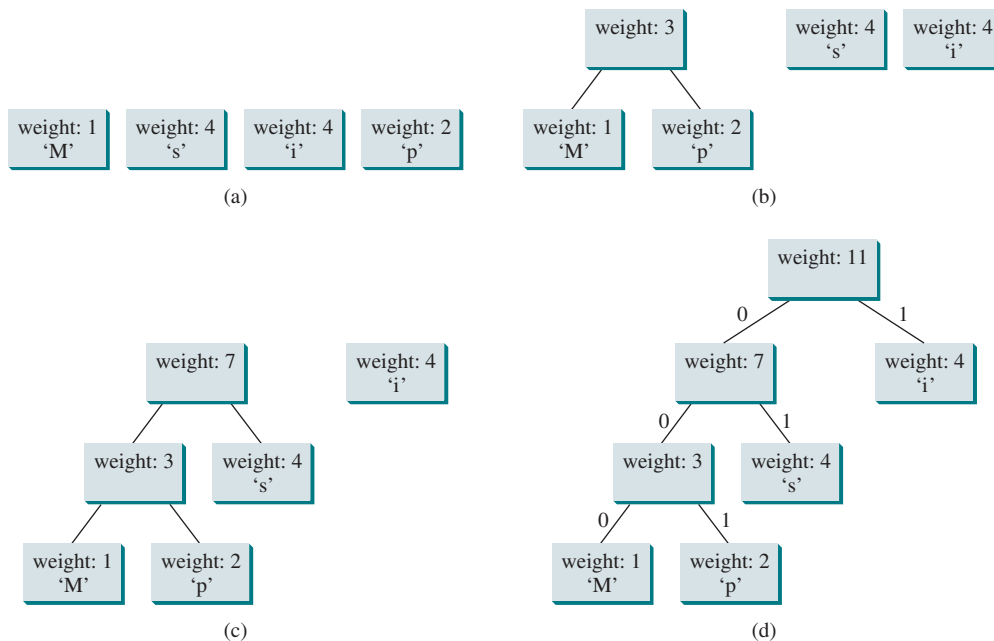 weight: 1
‘M’
weight: 4
‘s’
weight: 4
‘i’
weight: 2
‘p’
(a)
weight: 3
weight: 4
‘s’
weight: 4
‘i’
weight: 1
‘M’
weight: 2
‘p’
(b)
weight: 7
weight: 4
‘i’
weight: 3
weight: 4
‘s’
weight: 1
‘M’
weight: 2
‘p’
(c)
weight: 11
0
1
weight: 7
weight: 4
‘i’
0
1
weight: 3
weight: 4
‘s’
0
1
weight: 1
‘M’
weight: 2
‘p’
(d)